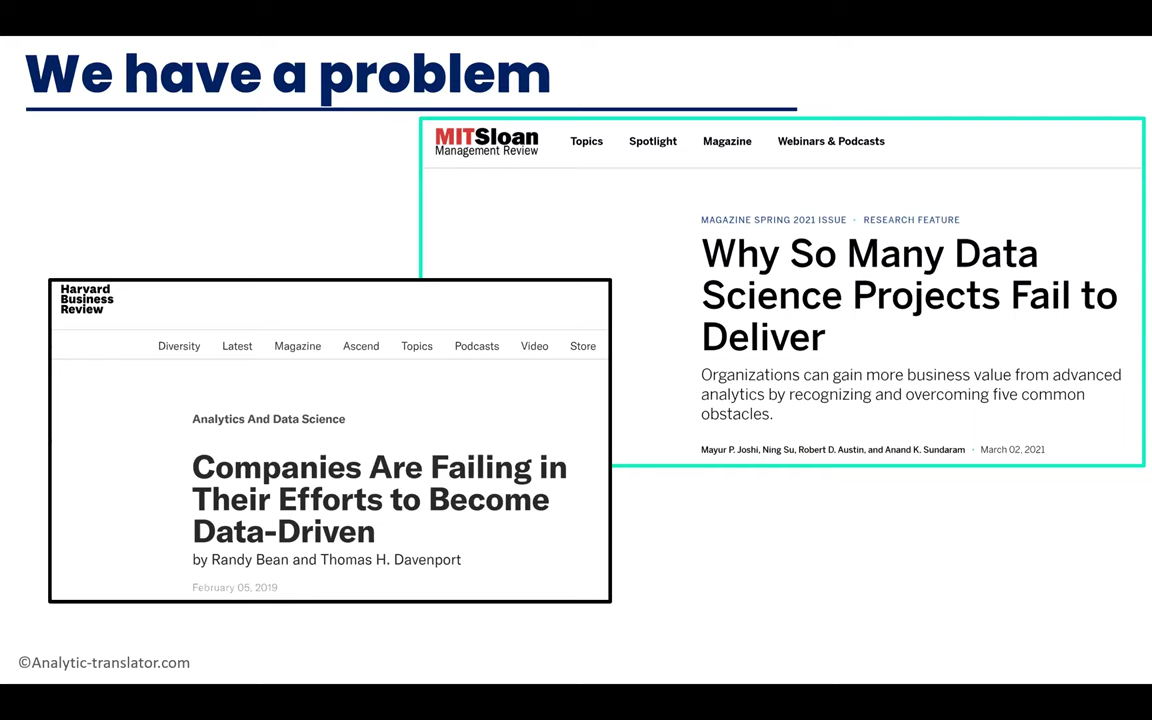 We have a problem
MITSloan
Management Review
Topics Spotlight Magazine Webinars & Podcasts
MAGAZINE SPRING 2021 ISSUE · RESEARCH FEATURE
Why So Many Data
Science Projects Fail to
Deliver
Organizations can gain more business value from advanced
analytics by recognizing and overcoming five common
obstacles.
Mayur P. Joshi, Ning Su, Robert D. Austin, and Anand K. Sundaram · March 02, 2021
Harvard
Business
Review
Diversity Latest Magazine Ascend Topics Podcasts Video Store
Analytics And Data Science
Companies Are Failing in
Their Efforts to Become
Data-Driven
by Randy Bean and Thomas H. Davenport
February 05, 2019
©Analytic-translator.com